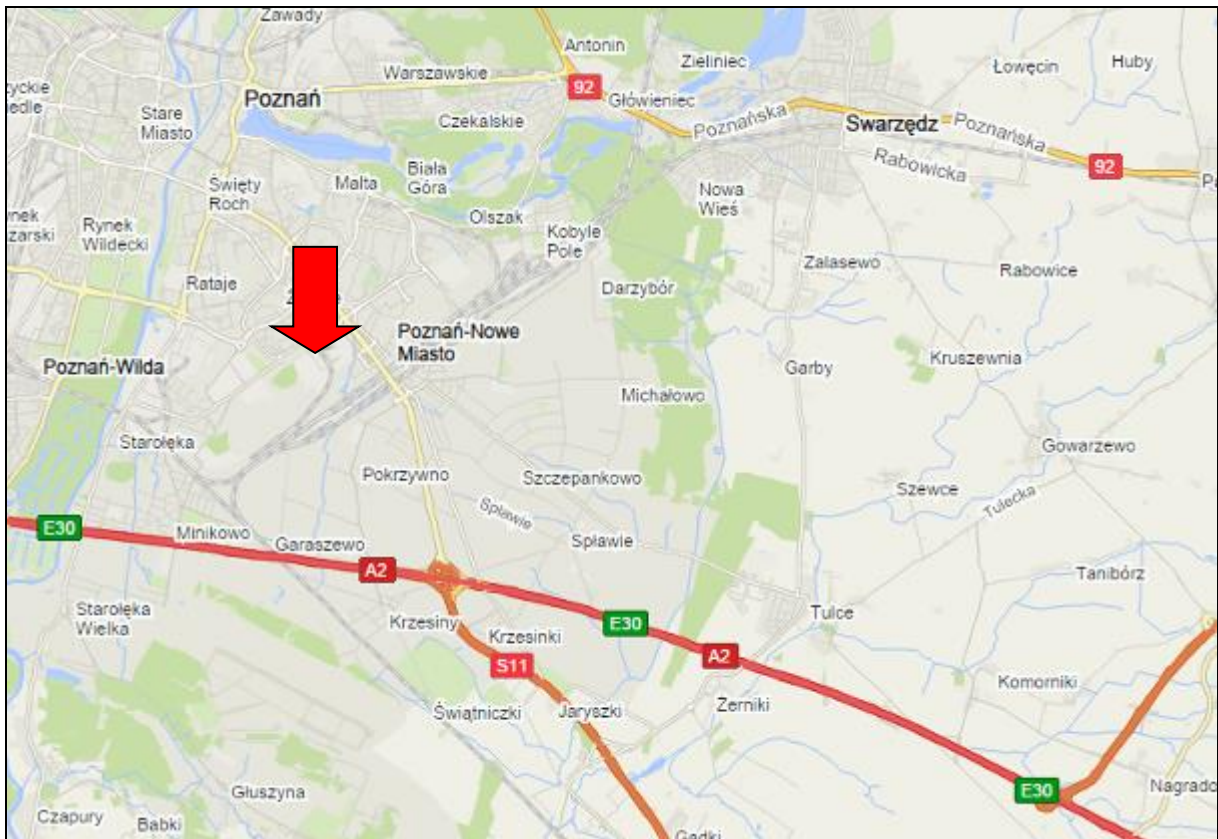 Zawady
Antonin
Zieliniec
Łowęcin
Huby
Warszawskie
92
Poznań
Główieniec
Stare
Miasto
Czekalskie
Poznańska
Swarzędz
Poznańska
Rabowicka
92
Biała
Góra
Malta
Święty
Roch
Nowa
Wieś
Olszak
Rynek
Wildecki
Kobyle
Pole
Zalasewo
Rabowice
Rataje
Darzybór
Poznań-Nowe
Miasto
Kruszewnia
Poznań-Wilda
Garby
Michałowo
Starołęka
Gowarzewo
Pokrzywno
Szczepankowo
Szewce
Tulecka
Spławie
E30
Minikowo
Garaszewo
Spławie
A2
Tanibórz
Starołęka
Wielka
Krzesiny
Krzesinki
E30
Tulce
A2
S11
Komorniki
Świątniczki
Jaryszki
Żerniki
E30
Nagrado
Głuszyna
Czapury
Babki
Gądki